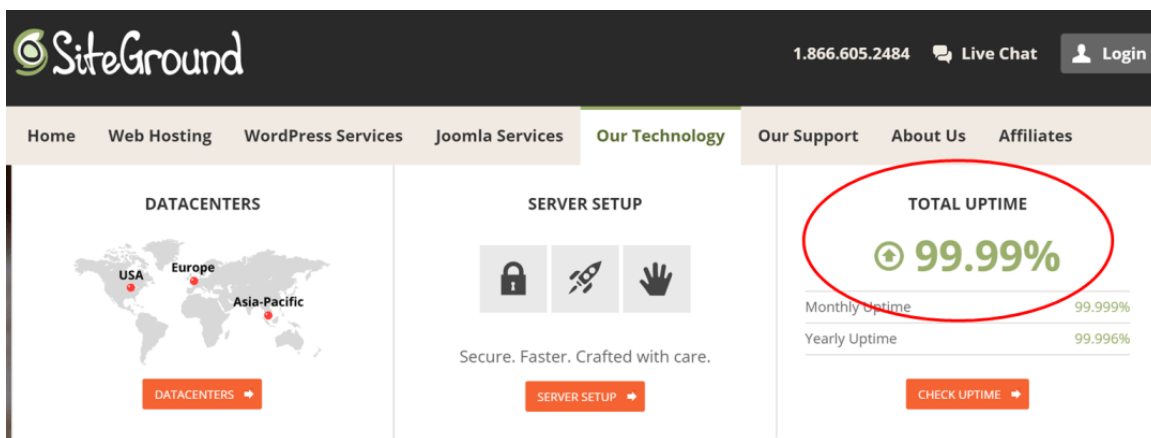 SiteGround
1.866.605.2484 Live Chat Login
Home Web Hosting WordPress Services Joomla Services Our Technology Our Support About Us Affiliates
DATACENTERS
USA
Europe
Asia-Pacific
DATACENTERS
SERVER SETUP
Secure. Faster. Crafted with care.
SERVER SETUP
TOTAL UPTIME
99.99%
Monthly Uptime 99.999%
Yearly Uptime 99.996%
CHECK UPTIME